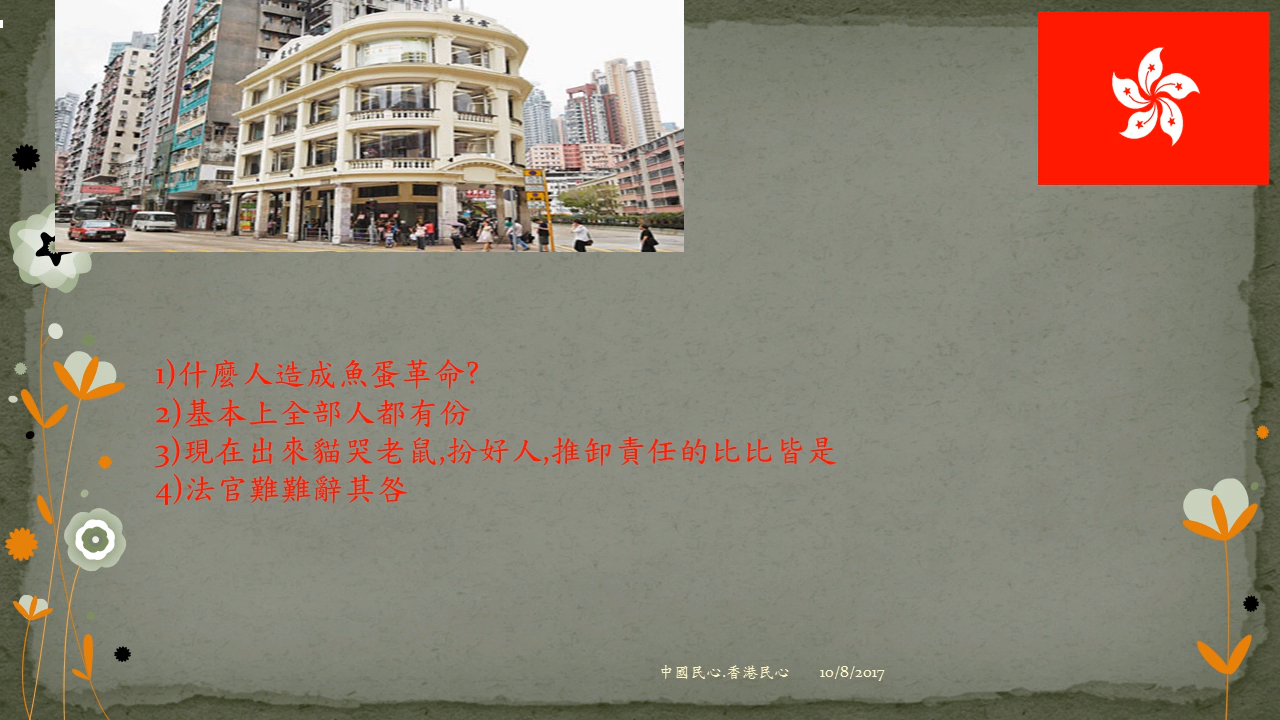 1)什麼人造成魚蛋革命?
2)基本上全部人都有份
3)現在出來貓哭老鼠,扮好人,推卸責任的比比皆是
4)法官難難辭其咎
中國民心.香港民心 10/8/2017